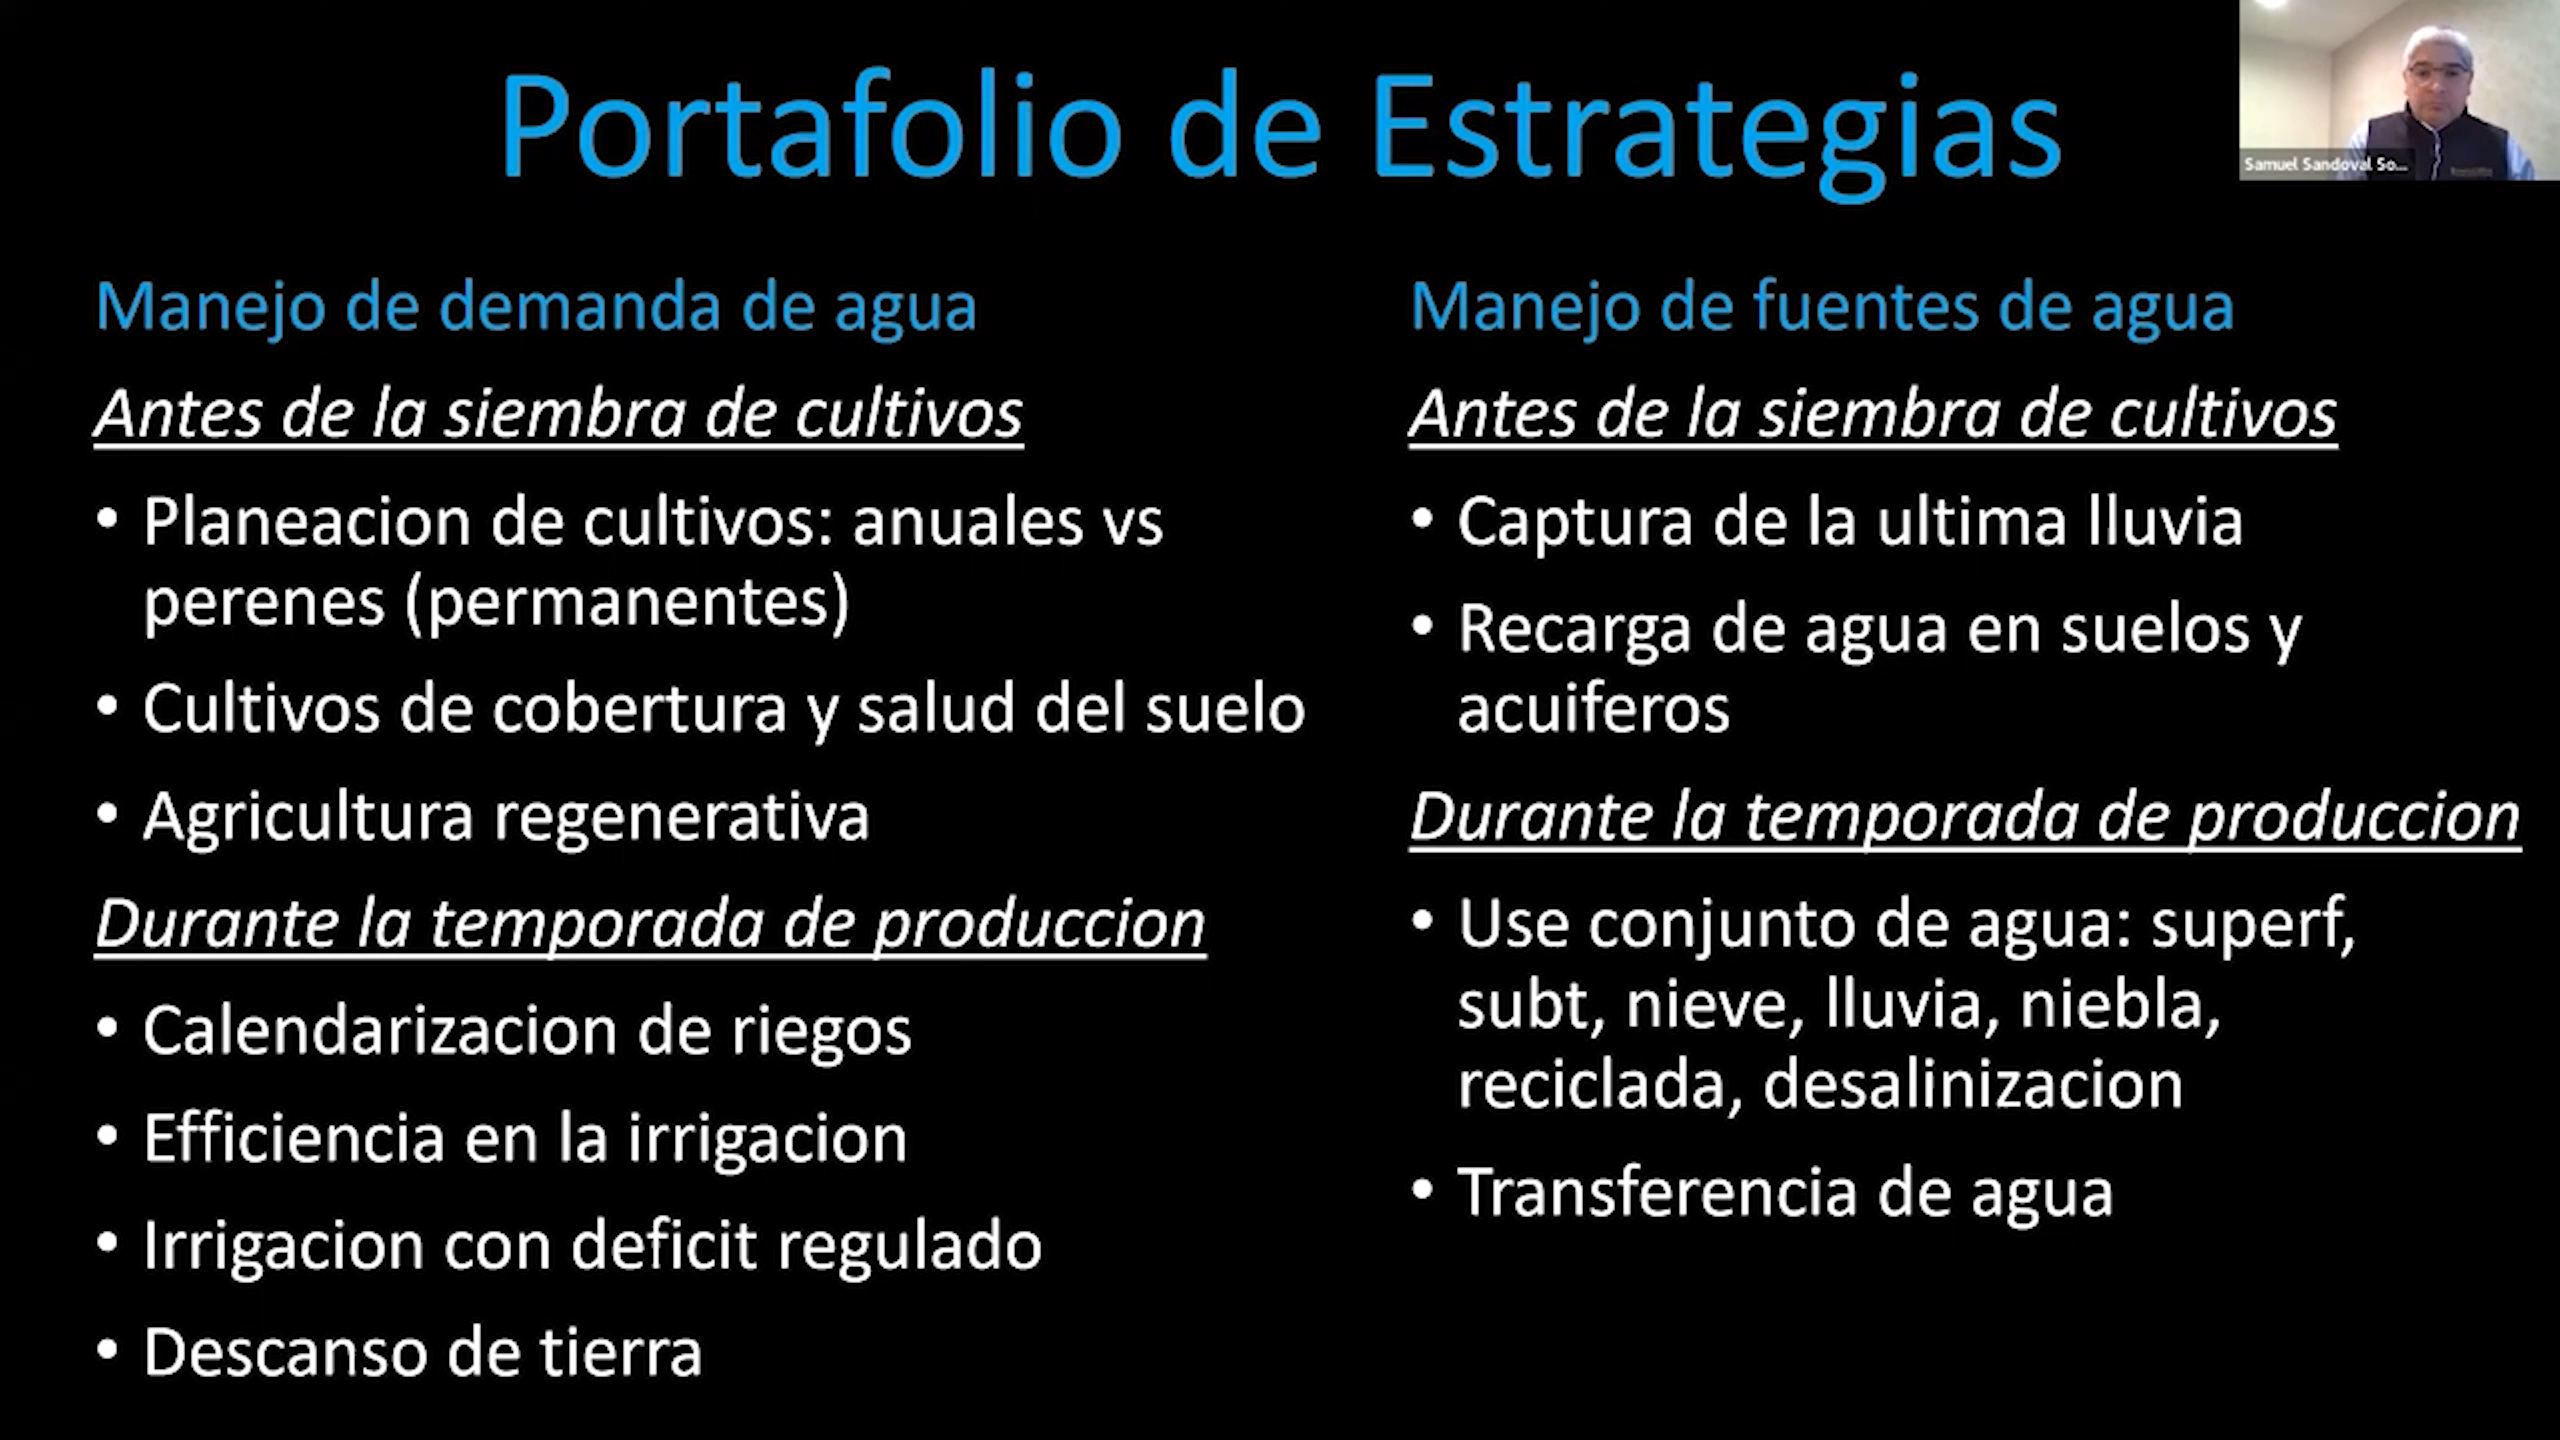 Portafolio de Estrategias
Samuel Sandoval So...
Manejo de demanda de agua
Antes de la siembra de cultivos
• Planeacion de cultivos: anuales vs
perenes (permanentes)
• Cultivos de cobertura y salud del suelo
• Agricultura regenerativa
Durante la temporada de produccion
• Calendarizacion de riegos
• Efficiencia en la irrigacion
• Irrigacion con deficit regulado
• Descanso de tierra
Manejo de fuentes de agua
Antes de la siembra de cultivos
• Captura de la ultima lluvia
• Recarga de agua en suelos y
acuiferos
Durante la temporada de produccion
• Use conjunto de agua: superf,
subt, nieve, lluvia, niebla,
reciclada, desalinizacion
• Transferencia de agua